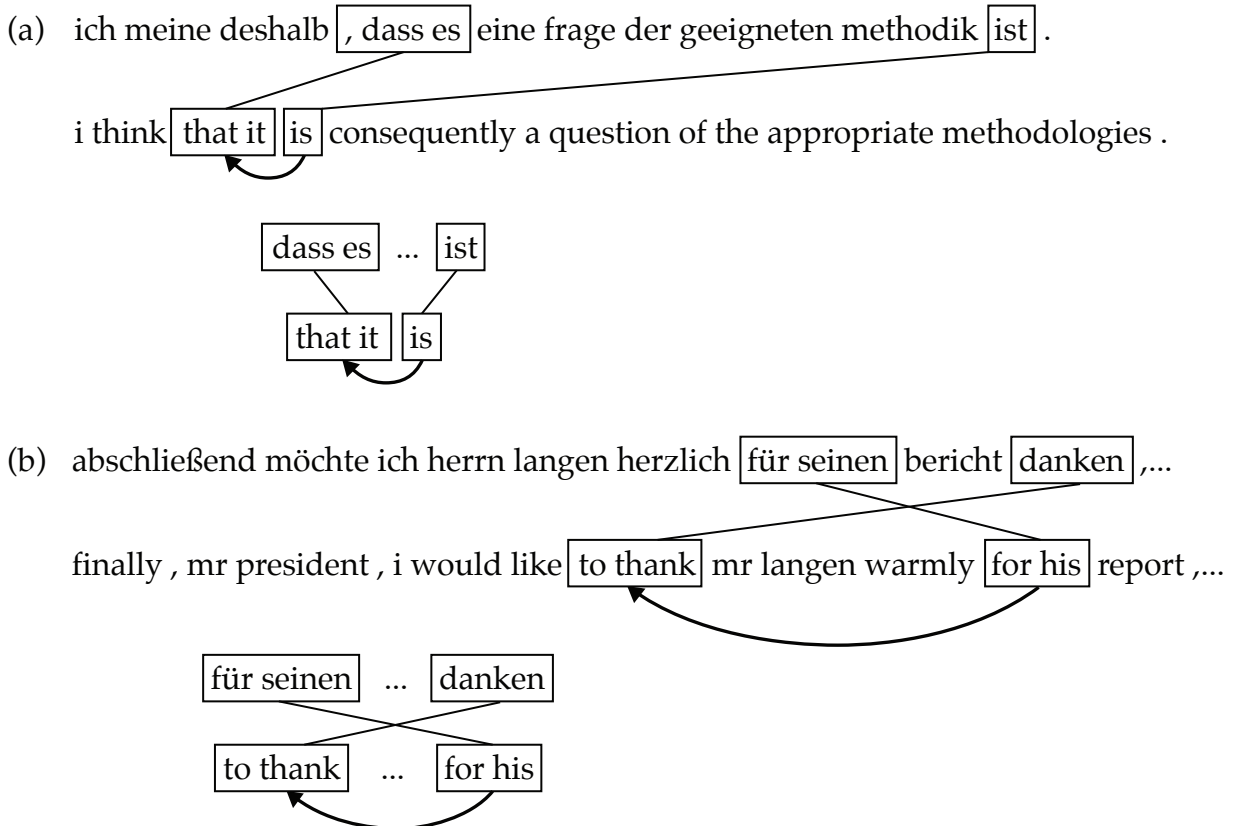 (a) ich meine deshalb , dass es eine frage der geeigneten methodik ist .
i think that it is consequently a question of the appropriate methodologies .
dass es ... ist
that it is
(b) abschließend möchte ich herrn langen herzlich für seinen bericht danken ,...
finally , mr president , i would like to thank mr langen warmly for his report ,...
für seinen ... danken
to thank ... for his